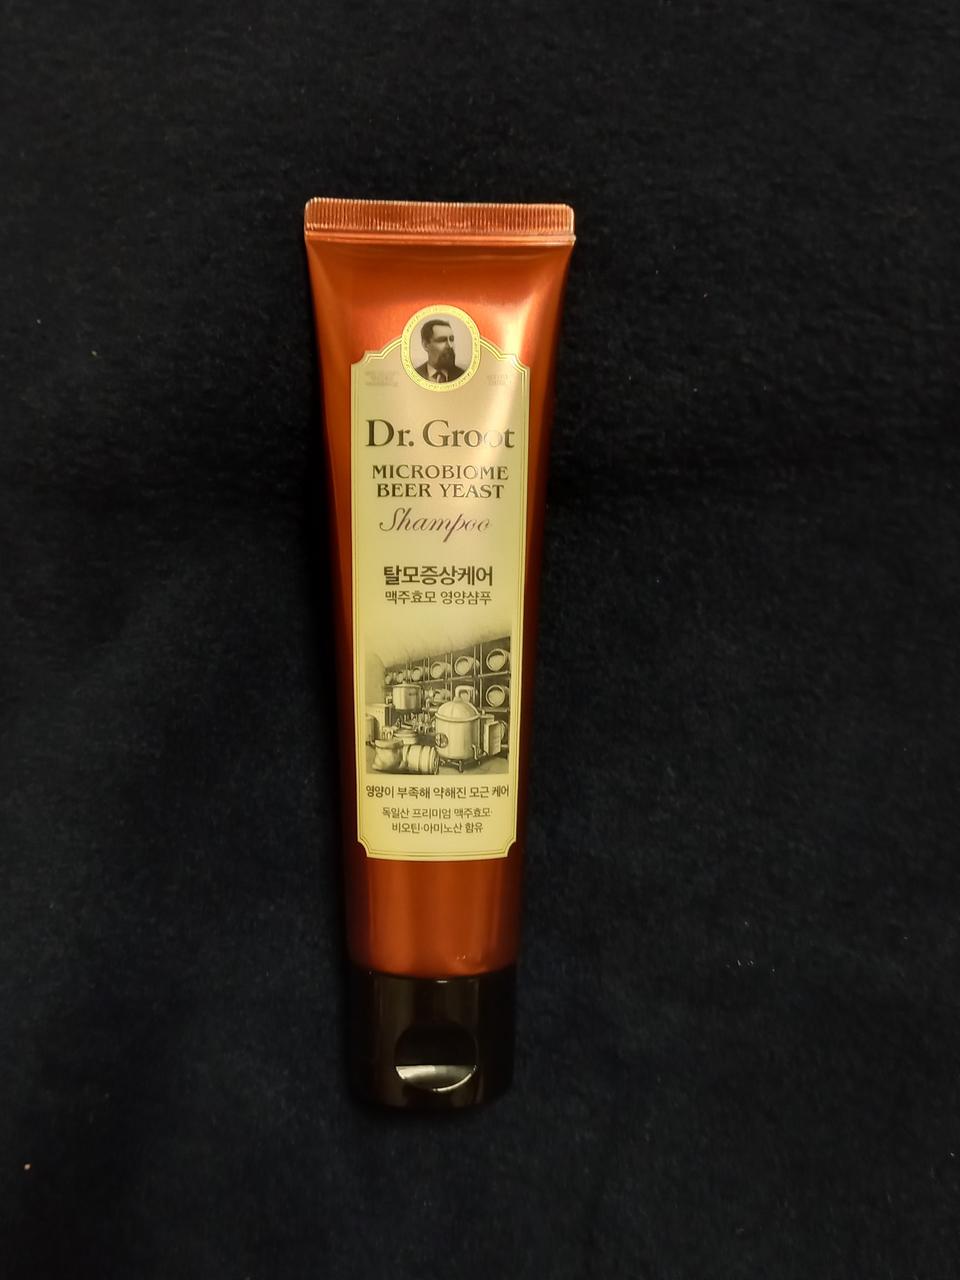 Dr. Groot
MICROBIOME
BEER YEAST
Shampoo
탈모증상케어
맥주효모 영양샴푸
영양이 부족해 약해진 모근 케어
독일산 프리미엄 맥주효모·
비오틴·아미노산 함유